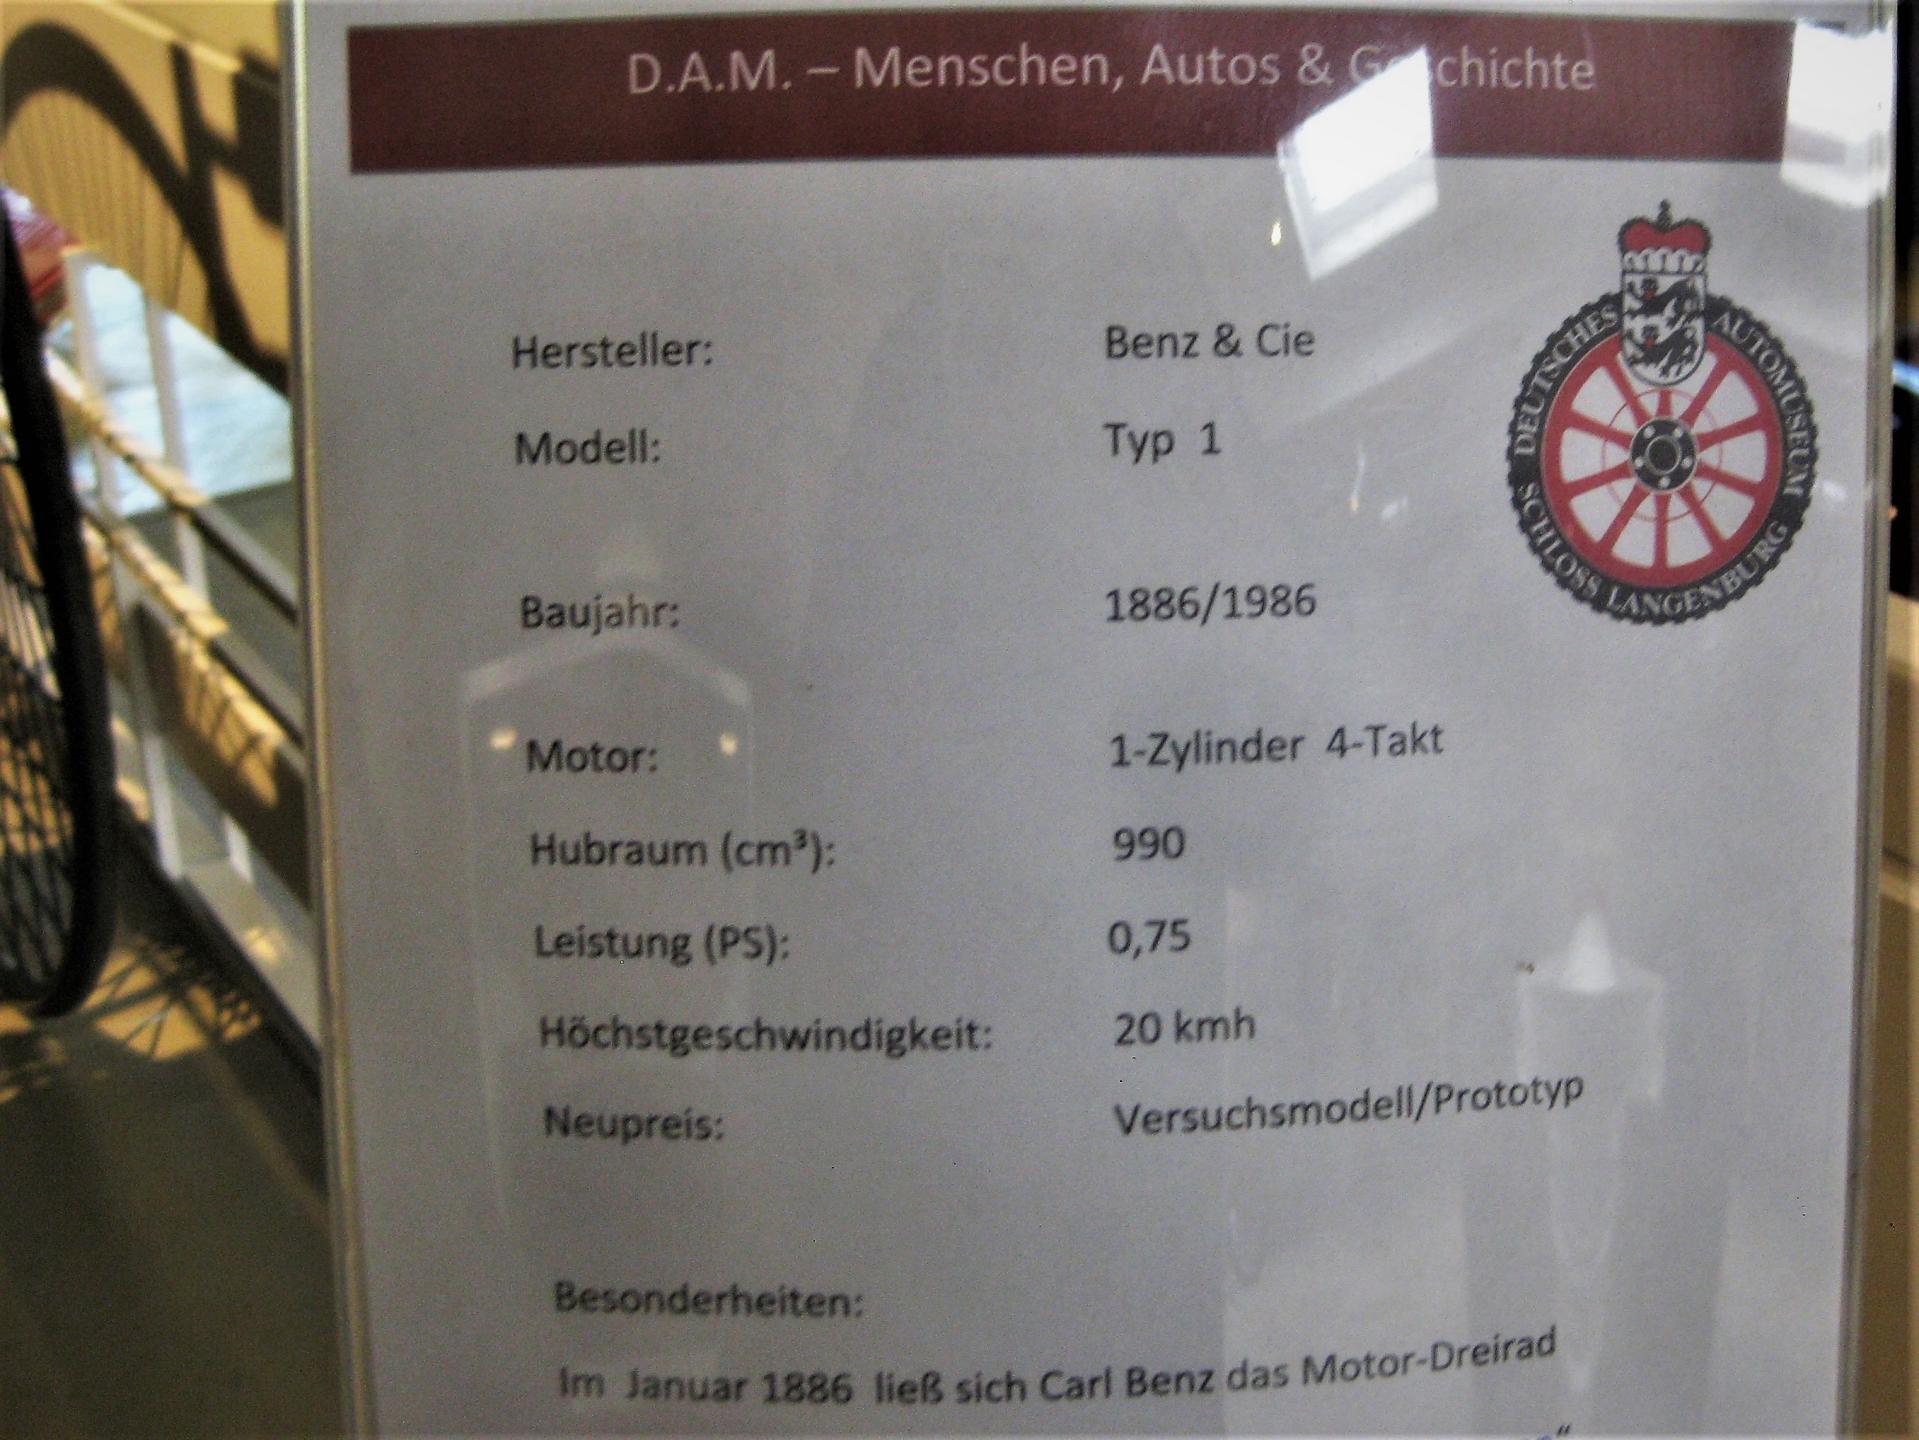 D.A.M. – Menschen, Autos & Geschichte
DEUTSCHES AUTOMUSEUM
SCHLOSS LANGENBURG
Hersteller: Benz & Cie
Modell: Typ 1
Baujahr: 1886/1986
Motor: 1-Zylinder 4-Takt
Hubraum (cm³): 990
Leistung (PS): 0,75
Höchstgeschwindigkeit: 20 kmh
Neupreis: Versuchsmodell/Prototyp
Besonderheiten:
Im Januar 1886 ließ sich Carl Benz das Motor-Dreirad